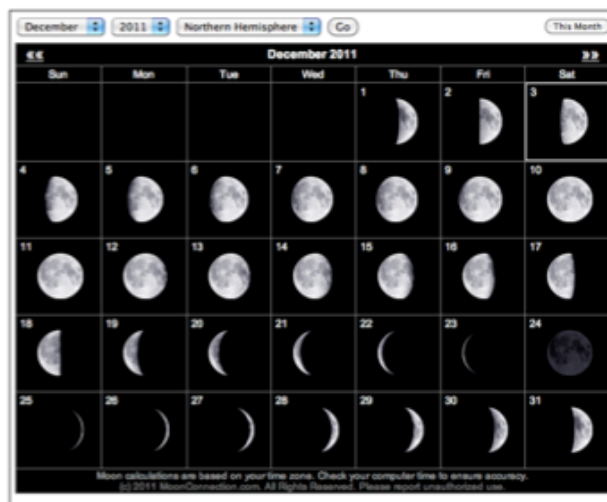 December 2011 Northern Hemisphere Go This Month
<< December 2011 >>
Sun Mon Tue Wed Thu Fri Sat
1 2 3
4 5 6 7 8 9 10
11 12 13 14 15 16 17
18 19 20 21 22 23 24
25 26 27 28 29 30 31
Moon calculations are based on your time zone. Check your computer time to ensure accuracy.
(c) 2011 MoonConnection.com. All Rights Reserved. Please report unauthorized use.